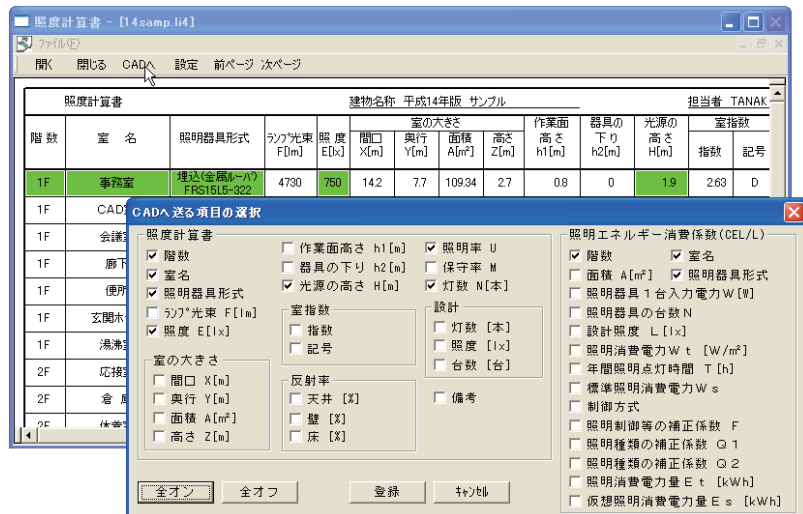 照度計算書 - [14samp.li4]
ファイル(F)
開く 閉じる CADへ 設定 前ページ 次ページ
照度計算書 建物名称 平成14年版 サンプル 担当者 TANAK
階数 室 名 照明器具形式 ランプ光束 F[lm] 照度 E[lx] 室の大きさ 間口 X[m] 奥行 Y[m] 面積 A[㎡] 高さ Z[m] 作業面高さ h1[m] 器具の下り h2[m] 光源の高さ H[m] 室指数 指数 記号
1F 事務室 埋込(金属ルーバ) FRS15L5-322 4730 750 14.2 7.7 109.34 2.7 0.8 0 1.9 2.63 D
1F CAD
1F 会議
1F 廊下
1F 便所
1F 玄関ホ
1F 湯沸
2F 応接
2F 倉
2F 休養
CADへ送る項目の選択
照度計算書
階数
室名
照明器具形式
ランプ光束 F[lm]
照度 E[lx]
室の大きさ
間口 X[m]
奥行 Y[m]
面積 A[㎡]
高さ Z[m]
作業面高さ h1[m]
器具の下り h2[m]
光源の高さ H[m]
室指数
指数
記号
反射率
天井 [%]
壁 [%]
床 [%]
照明率 U
保守率 M
灯数 N[本]
設計
灯数 [本]
照度 [lx]
台数 [台]
備考
照明エネルギー消費係数(CEL/L)
階数 室名
面積 A[㎡] 照明器具形式
照明器具1台入力電力W[W]
照明器具の台数N
設計照度 L[lx]
照明消費電力Wt [W/㎡]
年間照明点灯時間 T[h]
標準照明消費電力Ws
制御方式
照明制御等の補正係数 F
照明種類の補正係数 Q1
照明種類の補正係数 Q2
照明消費電力量Et [kWh]
仮想照明消費電力量Es [kWh]
全オン 全オフ 登録 キャンセル